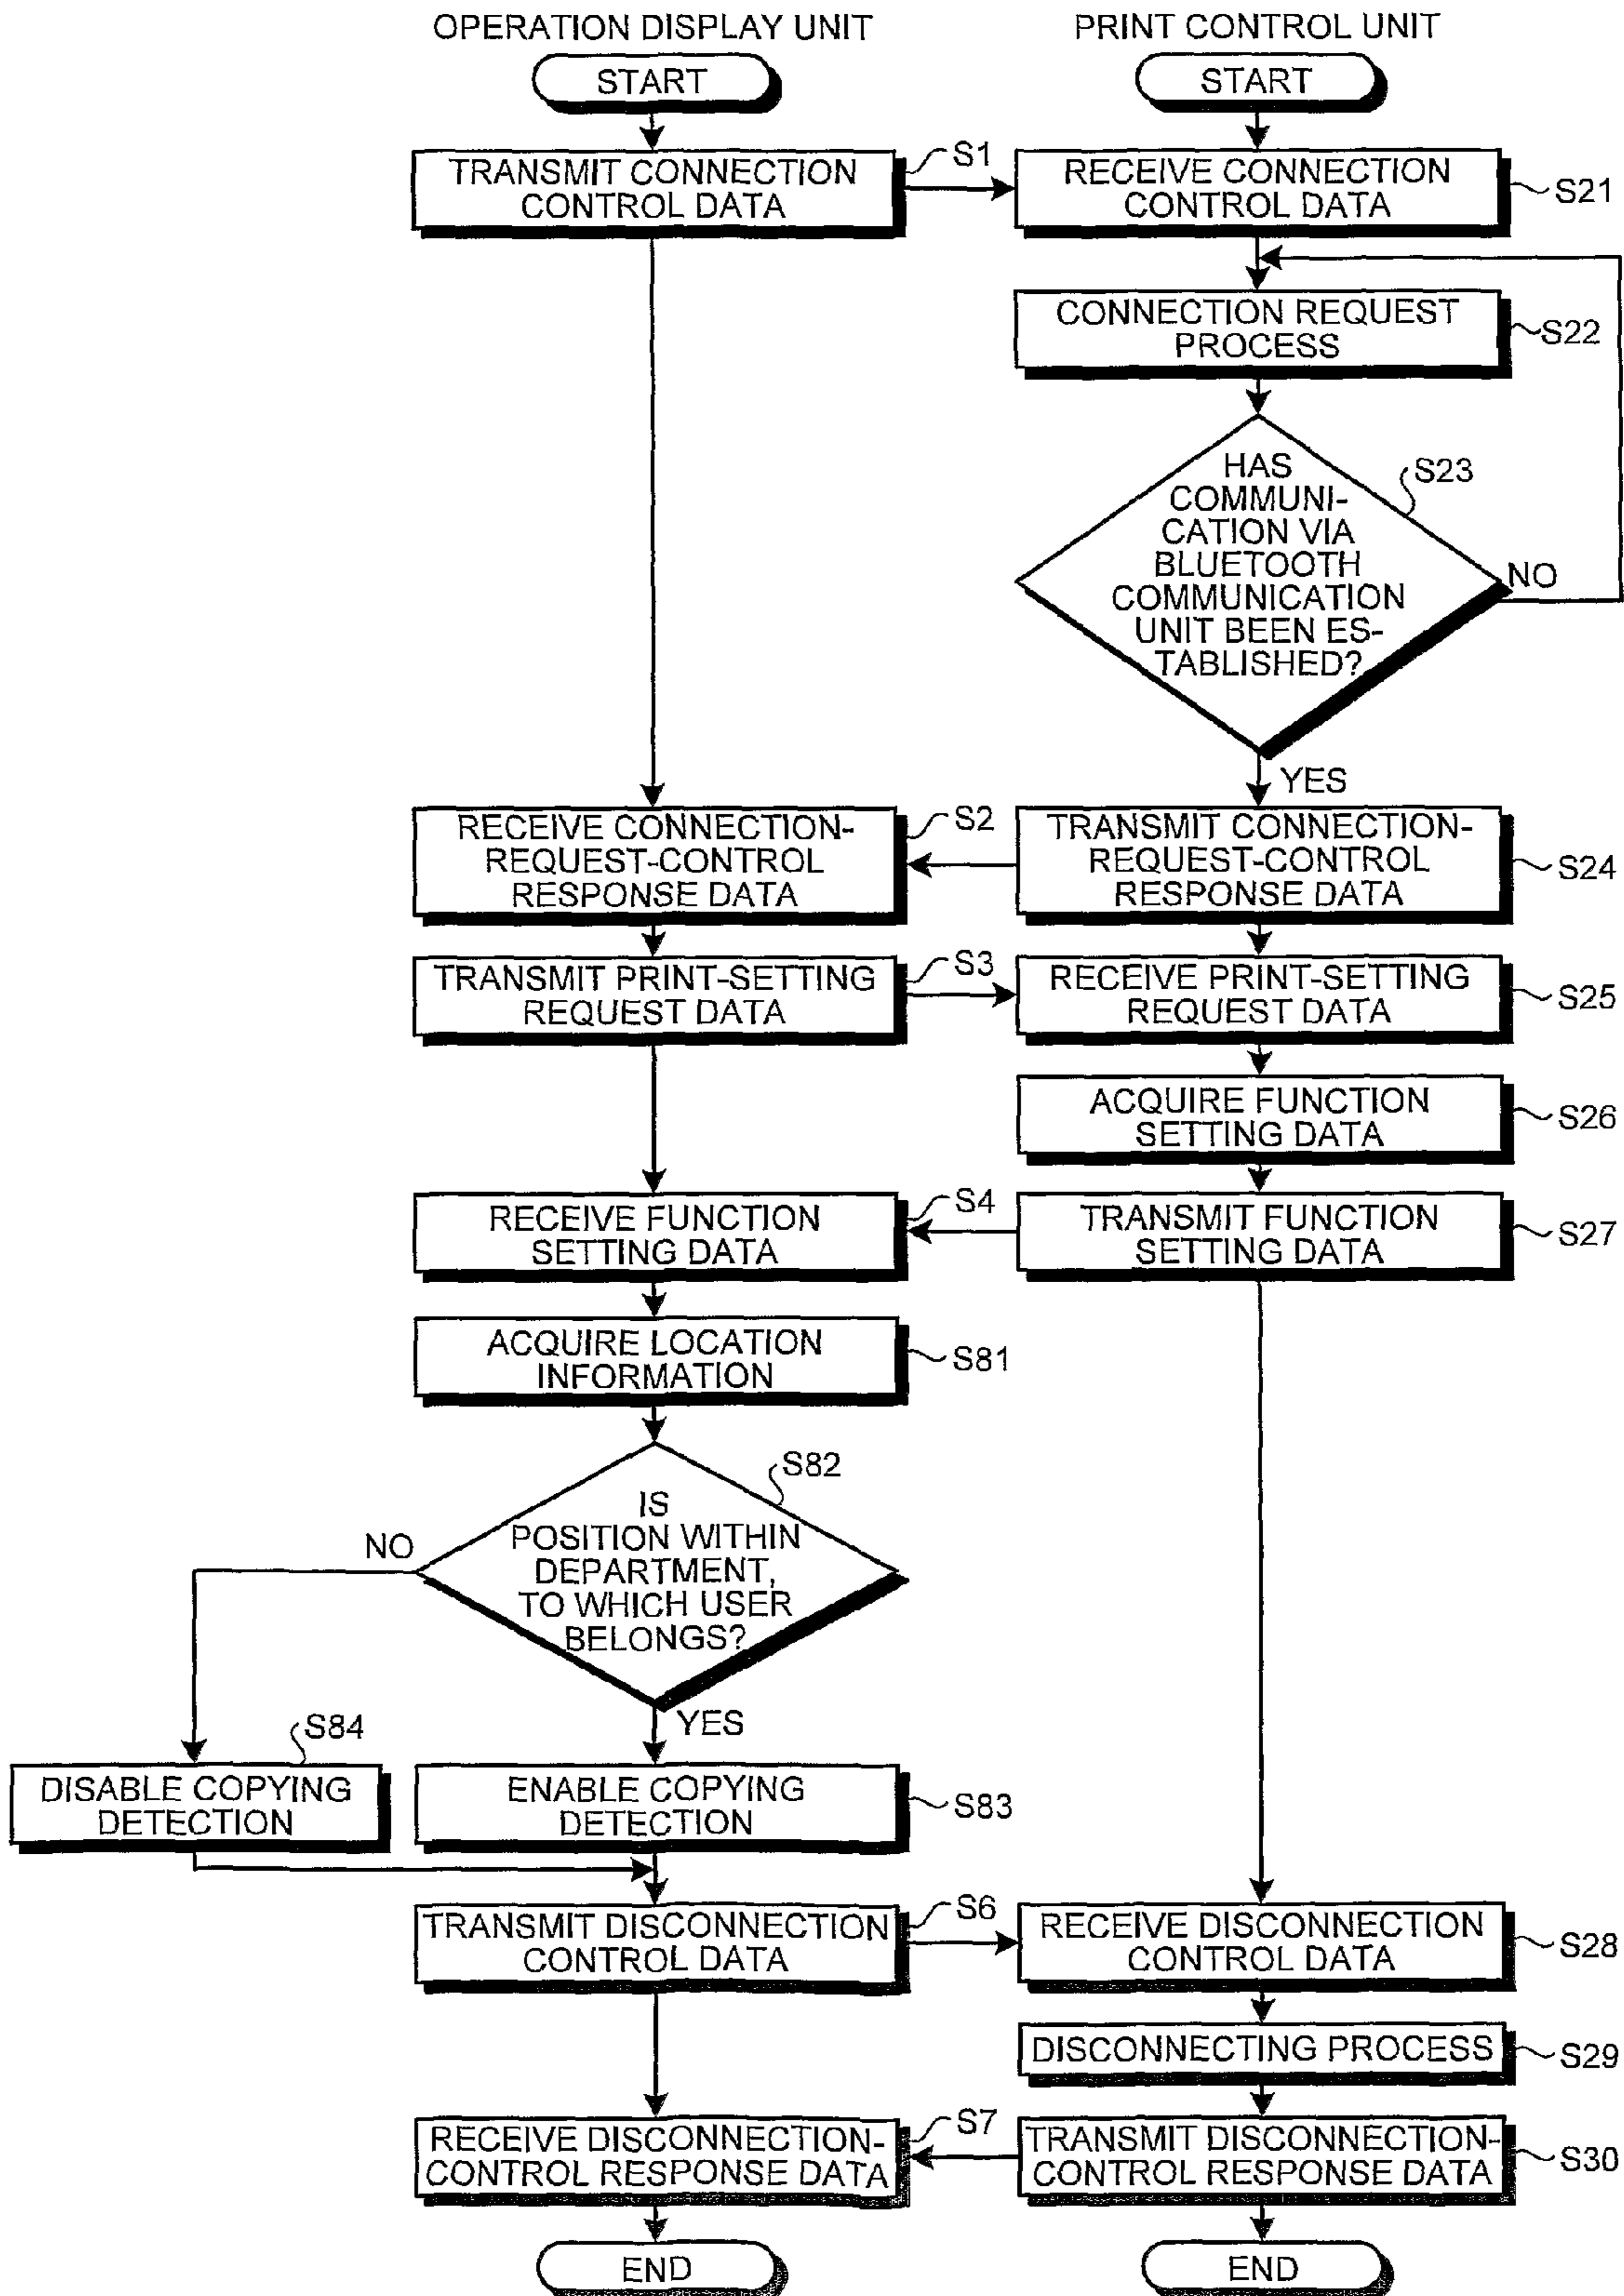 OPERATION DISPLAY UNIT
PRINT CONTROL UNIT
START
START
TRANSMIT CONNECTION
CONTROL DATA
S1
RECEIVE CONNECTION
CONTROL DATA
S21
CONNECTION REQUEST
PROCESS
S22
HAS
COMMUNI-
CATION VIA
BLUETOOTH
COMMUNICATION
UNIT BEEN ES-
TABLISHED?
S23
NO
YES
RECEIVE CONNECTION-
REQUEST-CONTROL
RESPONSE DATA
S2
TRANSMIT CONNECTION-
REQUEST-CONTROL
RESPONSE DATA
S24
TRANSMIT PRINT-SETTING
REQUEST DATA
S3
RECEIVE PRINT-SETTING
REQUEST DATA
S25
ACQUIRE FUNCTION
SETTING DATA
S26
RECEIVE FUNCTION
SETTING DATA
S4
TRANSMIT FUNCTION
SETTING DATA
S27
ACQUIRE LOCATION
INFORMATION
S81
IS
POSITION WITHIN
DEPARTMENT,
TO WHICH USER
BELONGS?
S82
NO
YES
S84
DISABLE COPYING
DETECTION
ENABLE COPYING
DETECTION
S83
TRANSMIT DISCONNECTION
CONTROL DATA
S6
RECEIVE DISCONNECTION
CONTROL DATA
S28
DISCONNECTING PROCESS
S29
RECEIVE DISCONNECTION-
CONTROL RESPONSE DATA
S7
TRANSMIT DISCONNECTION-
CONTROL RESPONSE DATA
S30
END
END